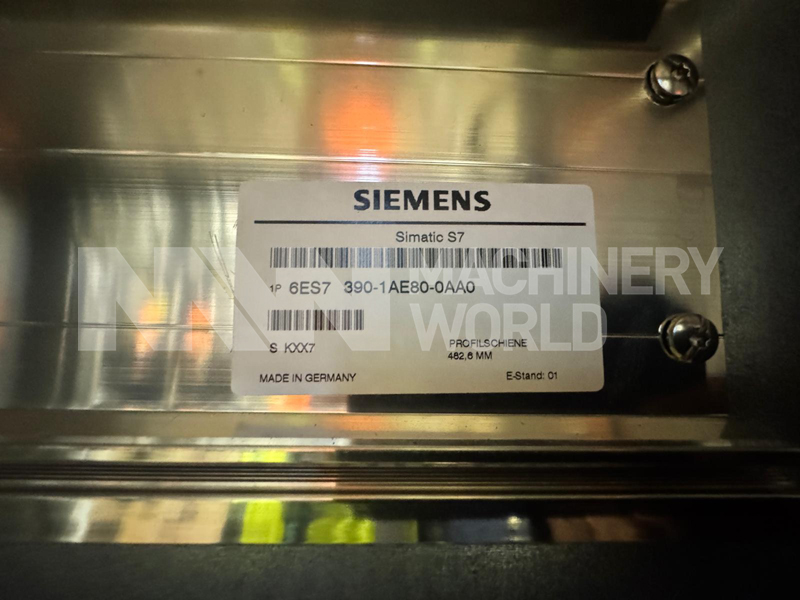 SIEMENS
Simatic S7
1P 6ES7 390-1AE80-0AA0
S KXX7
PROFILSCHIENE
482,6 MM
MADE IN GERMANY
E-Stand: 01
MACHINERY
WORLD